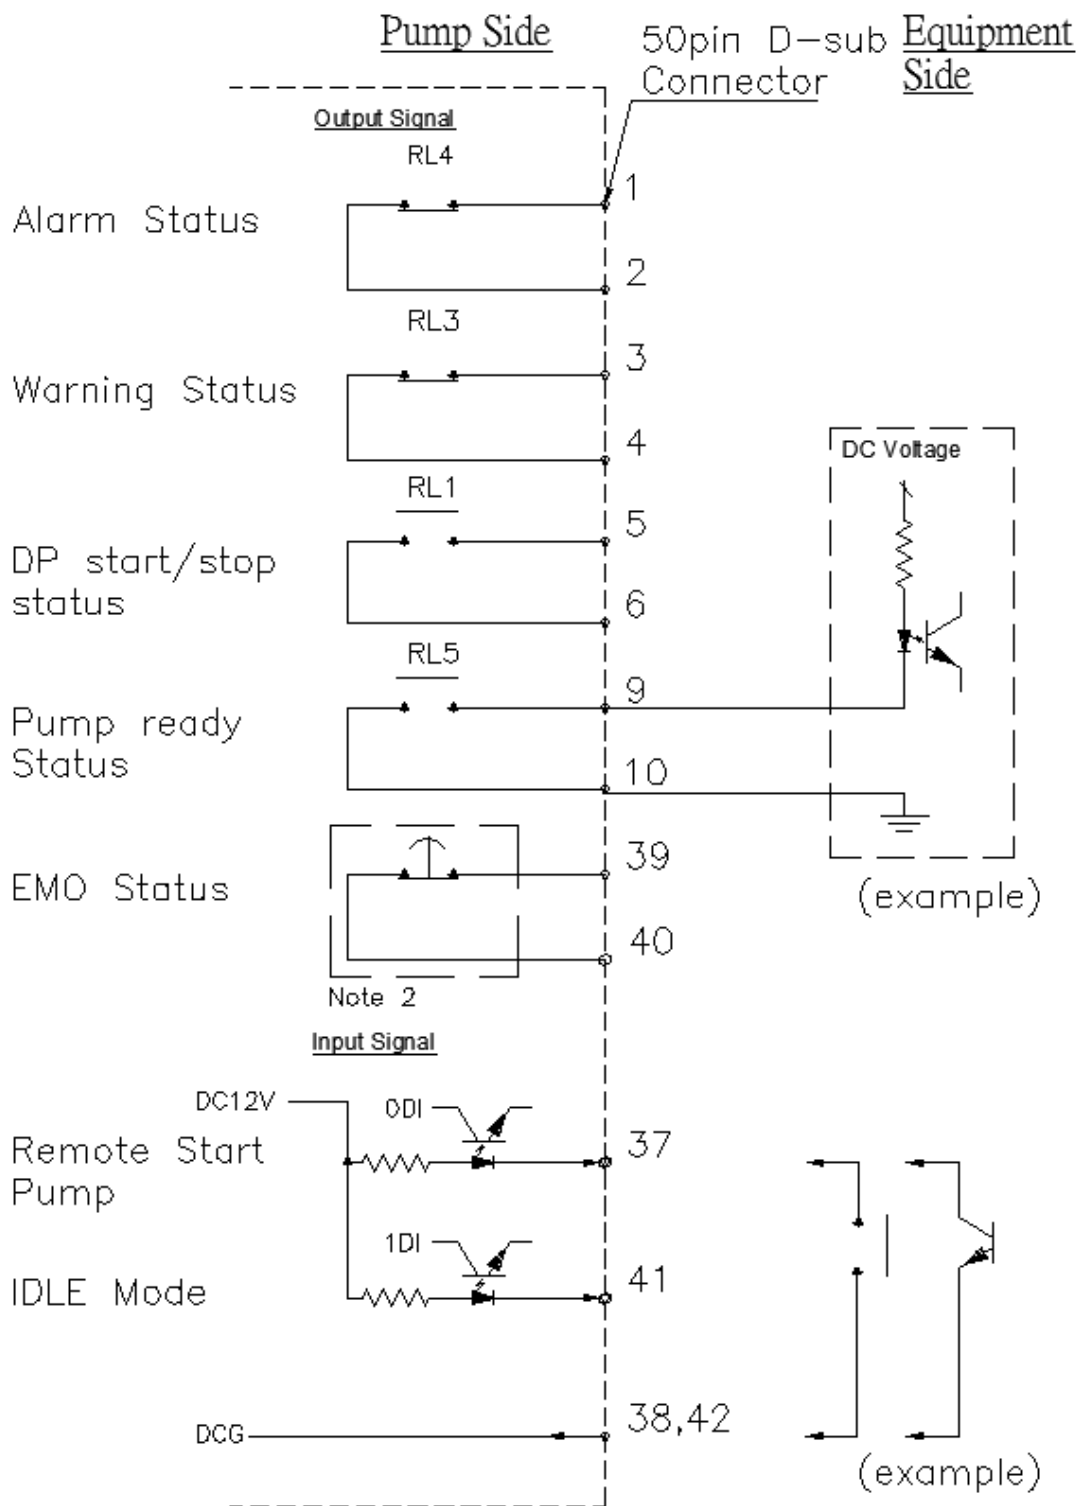 Pump Side
50pin D-sub
Connector
Equipment
Side
Output Signal
RL4
1
Alarm Status
2
RL3
3
Warning Status
4
DC Voltage
RL1
5
DP start/stop
status
6
RL5
9
Pump ready
Status
10
39
EMO Status
(example)
40
Note 2
Input Signal
DC12V
0DI
37
Remote Start
Pump
1DI
41
IDLE Mode
38,42
DCG
(example)